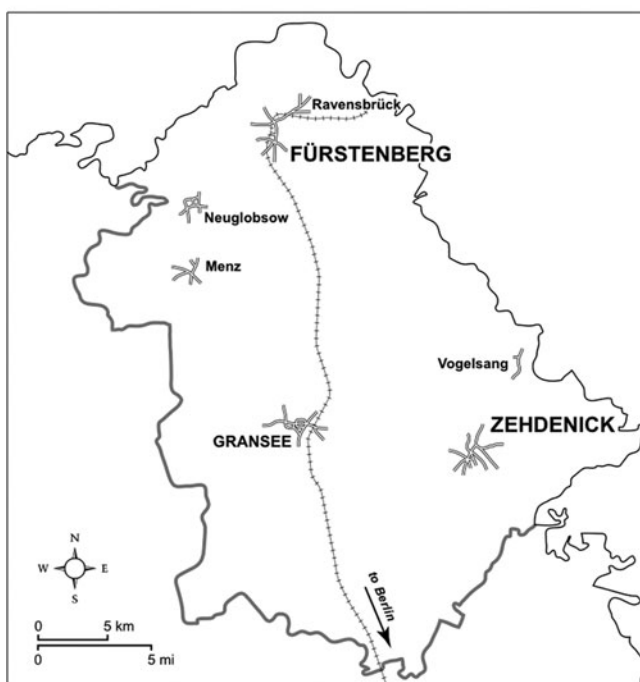 Ravensbrück
FÜRSTENBERG
Neuglobsow
Menz
Vogelsang
ZEHDENICK
GRANSEE
N
W E
S
to Berlin
0 5 km
0 5 mi